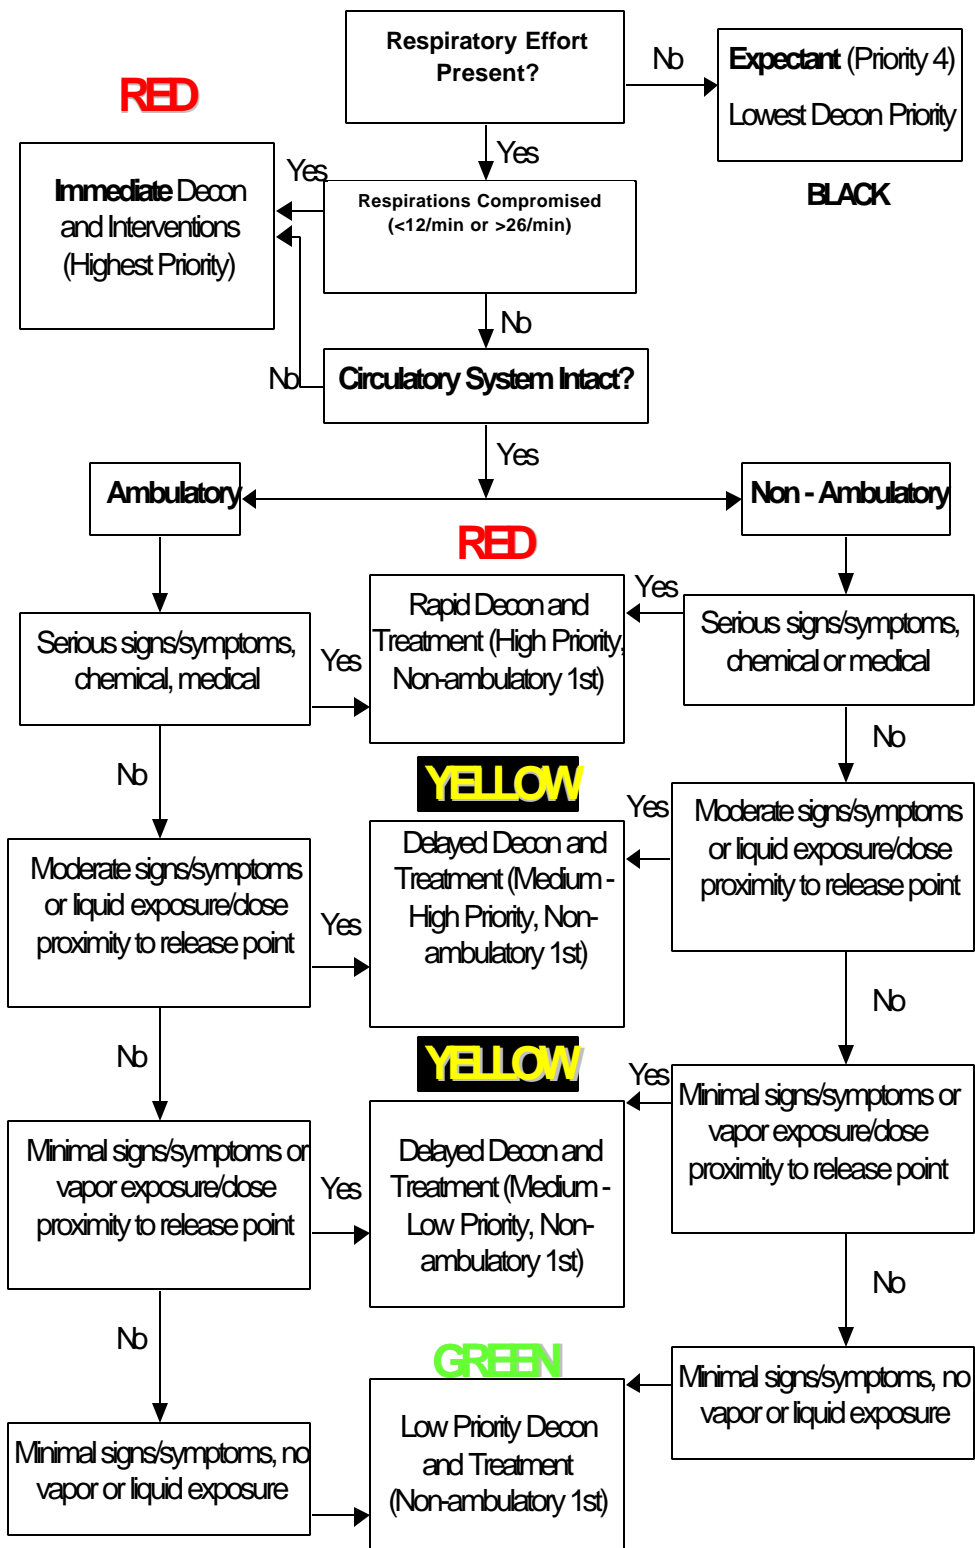 Respiratory Effort
Present?
No
Expectant (Priority 4)
Lowest Decon Priority
BLACK
RED
Yes
Yes
Immediate Decon
and Interventions
(Highest Priority)
Respirations Compromised
(<12/min or >26/min)
No
No
Circulatory System Intact?
Yes
Ambulatory
Non - Ambulatory
RED
Serious signs/symptoms,
chemical, medical
Yes
Rapid Decon and
Treatment (High Priority,
Non-ambulatory 1st)
Yes
Serious signs/symptoms,
chemical or medical
No
No
YELLOW
Moderate signs/symptoms
or liquid exposure/close
proximity to release point
Yes
Delayed Decon and
Treatment (Medium -
High Priority, Non-
ambulatory 1st)
Yes
Moderate signs/symptoms
or liquid exposure/close
proximity to release point
No
No
YELLOW
Minimal signs/symptoms or
vapor exposure/close
proximity to release point
Yes
Delayed Decon and
Treatment (Medium -
Low Priority, Non-
ambulatory 1st)
Yes
Minimal signs/symptoms or
vapor exposure/close
proximity to release point
No
No
GREEN
Minimal signs/symptoms, no
vapor or liquid exposure
Low Priority Decon
and Treatment
(Non-ambulatory 1st)
Minimal signs/symptoms, no
vapor or liquid exposure